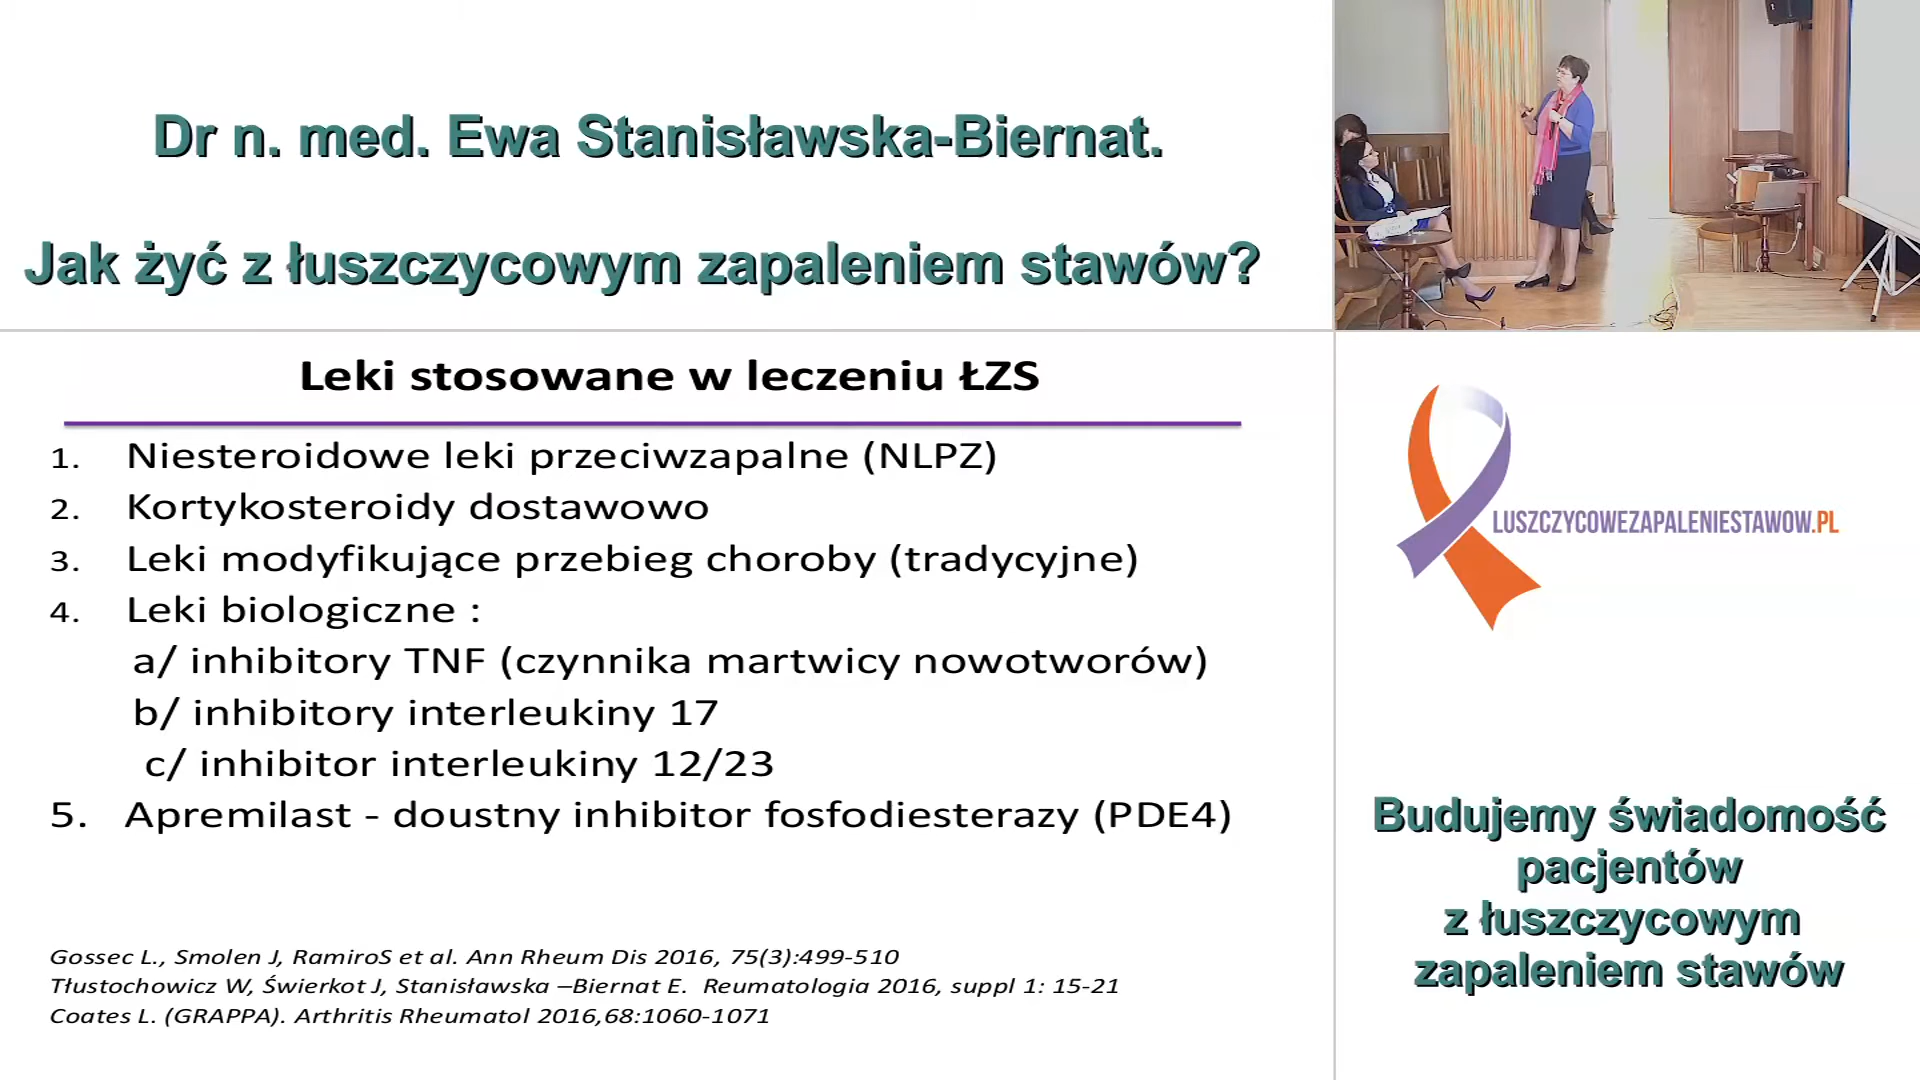 Dr n. med. Ewa Stanisławska-Biernat.
Jak żyć z łuszczycowym zapaleniem stawów?
Leki stosowane w leczeniu ŁZS
1. Niesteroidowe leki przeciwzapalne (NLPZ)
2. Kortykosteroidy dostawowo
3. Leki modyfikujące przebieg choroby (tradycyjne)
4. Leki biologiczne :
a/ inhibitory TNF (czynnika martwicy nowotworów)
b/ inhibitory interleukiny 17
c/ inhibitor interleukiny 12/23
5. Apremilast - doustny inhibitor fosfodiesterazy (PDE4)
Gossec L., Smolen J, RamiroS et al. Ann Rheum Dis 2016, 75(3):499-510
Tłustochowicz W, Świerkot J, Stanisławska –Biernat E. Reumatologia 2016, suppl 1: 15-21
Coates L. (GRAPPA). Arthritis Rheumatol 2016,68:1060-1071
LUSZCZYCOWEZAPALENIESTAWOW.PL
Budujemy świadomość
pacjentów
z łuszczycowym
zapaleniem stawów